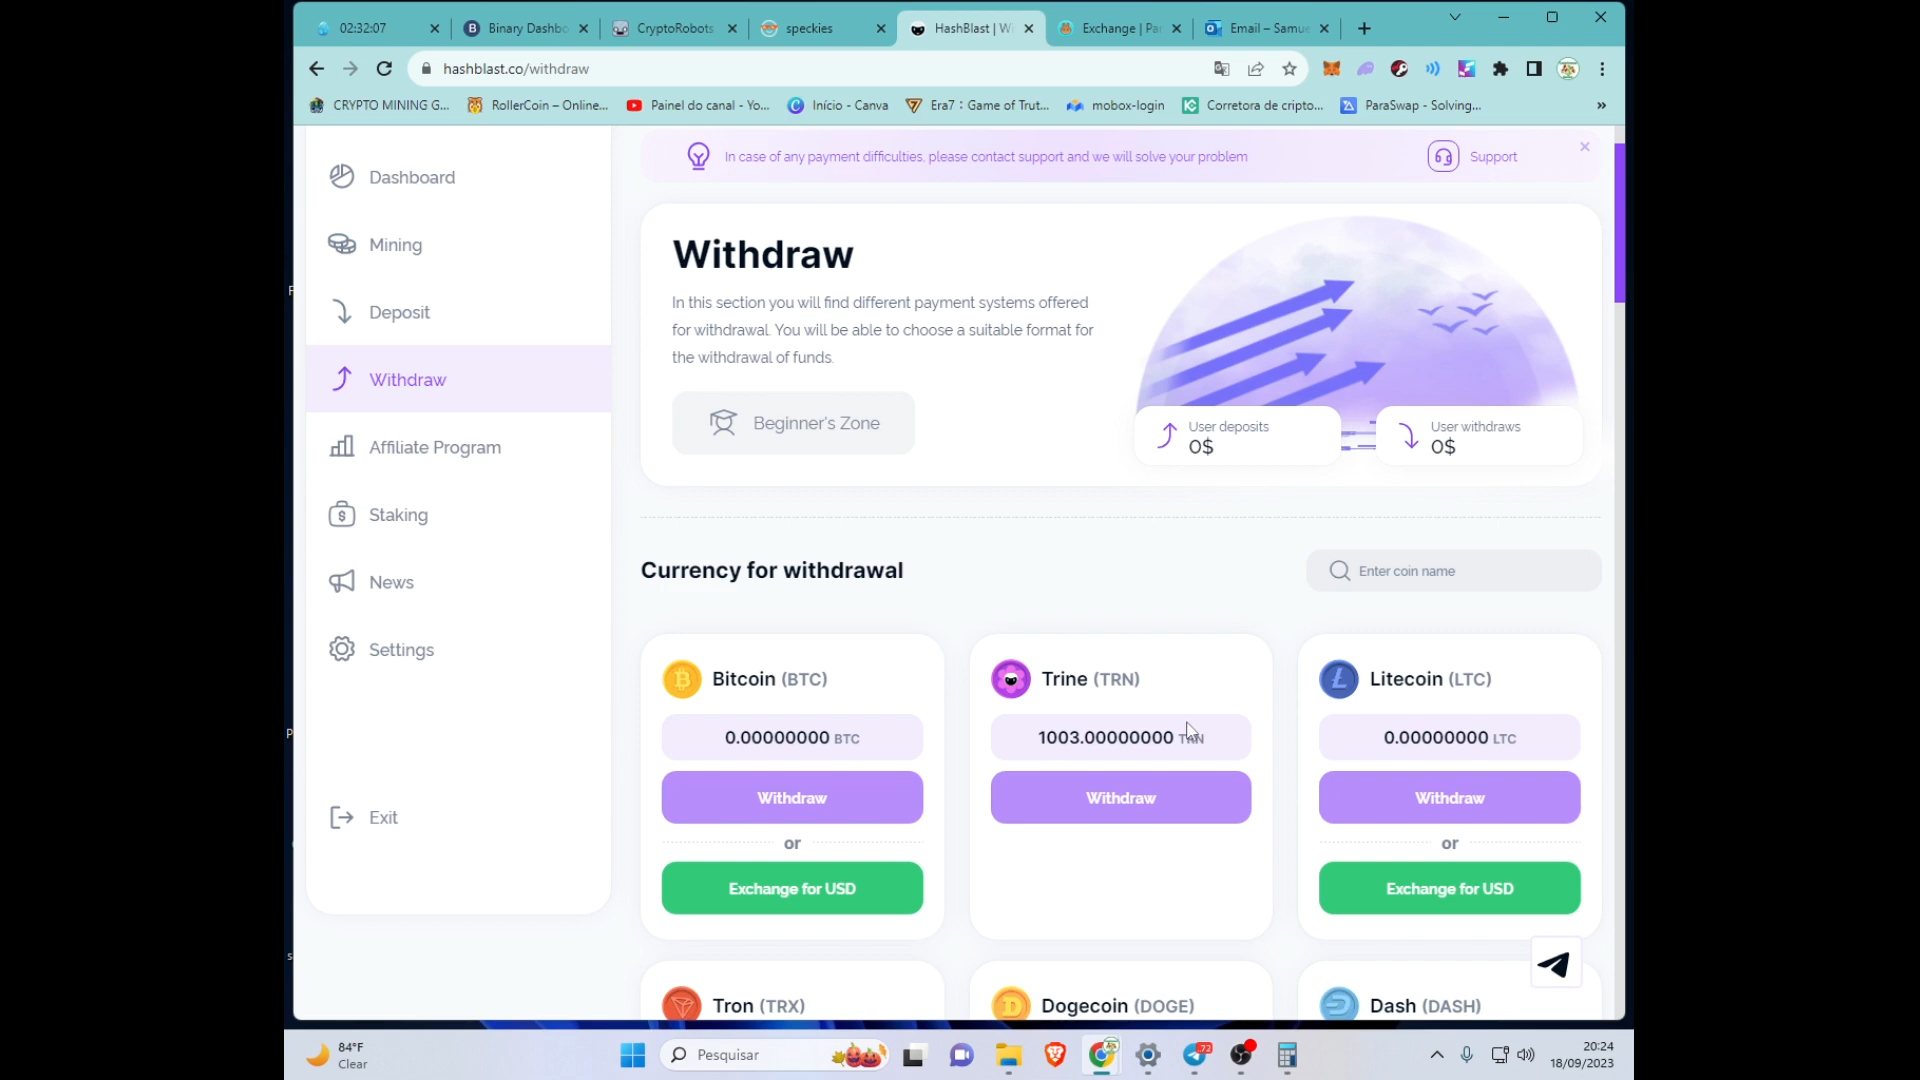 02:32:07
Binary Dashbo
CryptoRobots
speckies
HashBlast | Wi
Exchange | Pa
Email – Samue
hashblast.co/withdraw
CRYPTO MINING G...
RollerCoin – Online...
Painel do canal - Yo...
Início - Canva
Era7 : Game of Trut...
mobox-login
Corretora de cripto...
ParaSwap - Solving...
»
In case of any payment difficulties, please contact support and we will solve your problem
Support
Dashboard
Mining
Deposit
Withdraw
Affiliate Program
Staking
News
Settings
Exit
Withdraw
In this section you will find different payment systems offered
for withdrawal. You will be able to choose a suitable format for
the withdrawal of funds.
Beginner's Zone
User deposits
0$
User withdraws
0$
Currency for withdrawal
Enter coin name
Bitcoin (BTC)
0.00000000 BTC
Withdraw
or
Exchange for USD
Trine (TRN)
1003.00000000
Withdraw
Litecoin (LTC)
0.00000000 LTC
Withdraw
or
Exchange for USD
Tron (TRX)
Dogecoin (DOGE)
Dash (DASH)
84°F
Clear
Pesquisar
72
20:24
18/09/2023